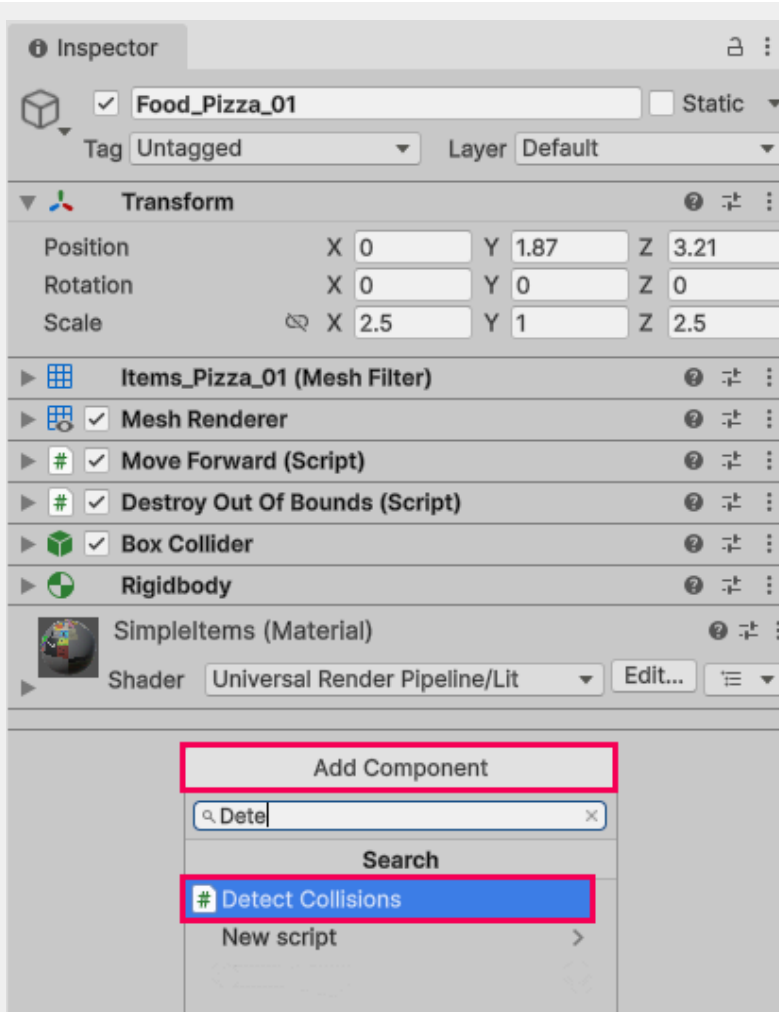 Inspector
Food_Pizza_01 Static
Tag Untagged Layer Default
Transform
Position X 0 Y 1.87 Z 3.21
Rotation X 0 Y 0 Z 0
Scale X 2.5 Y 1 Z 2.5
Items_Pizza_01 (Mesh Filter)
Mesh Renderer
# Move Forward (Script)
# Destroy Out Of Bounds (Script)
Box Collider
Rigidbody
SimpleItems (Material)
Shader Universal Render Pipeline/Lit Edit...
Add Component
Dete
Search
# Detect Collisions
New script